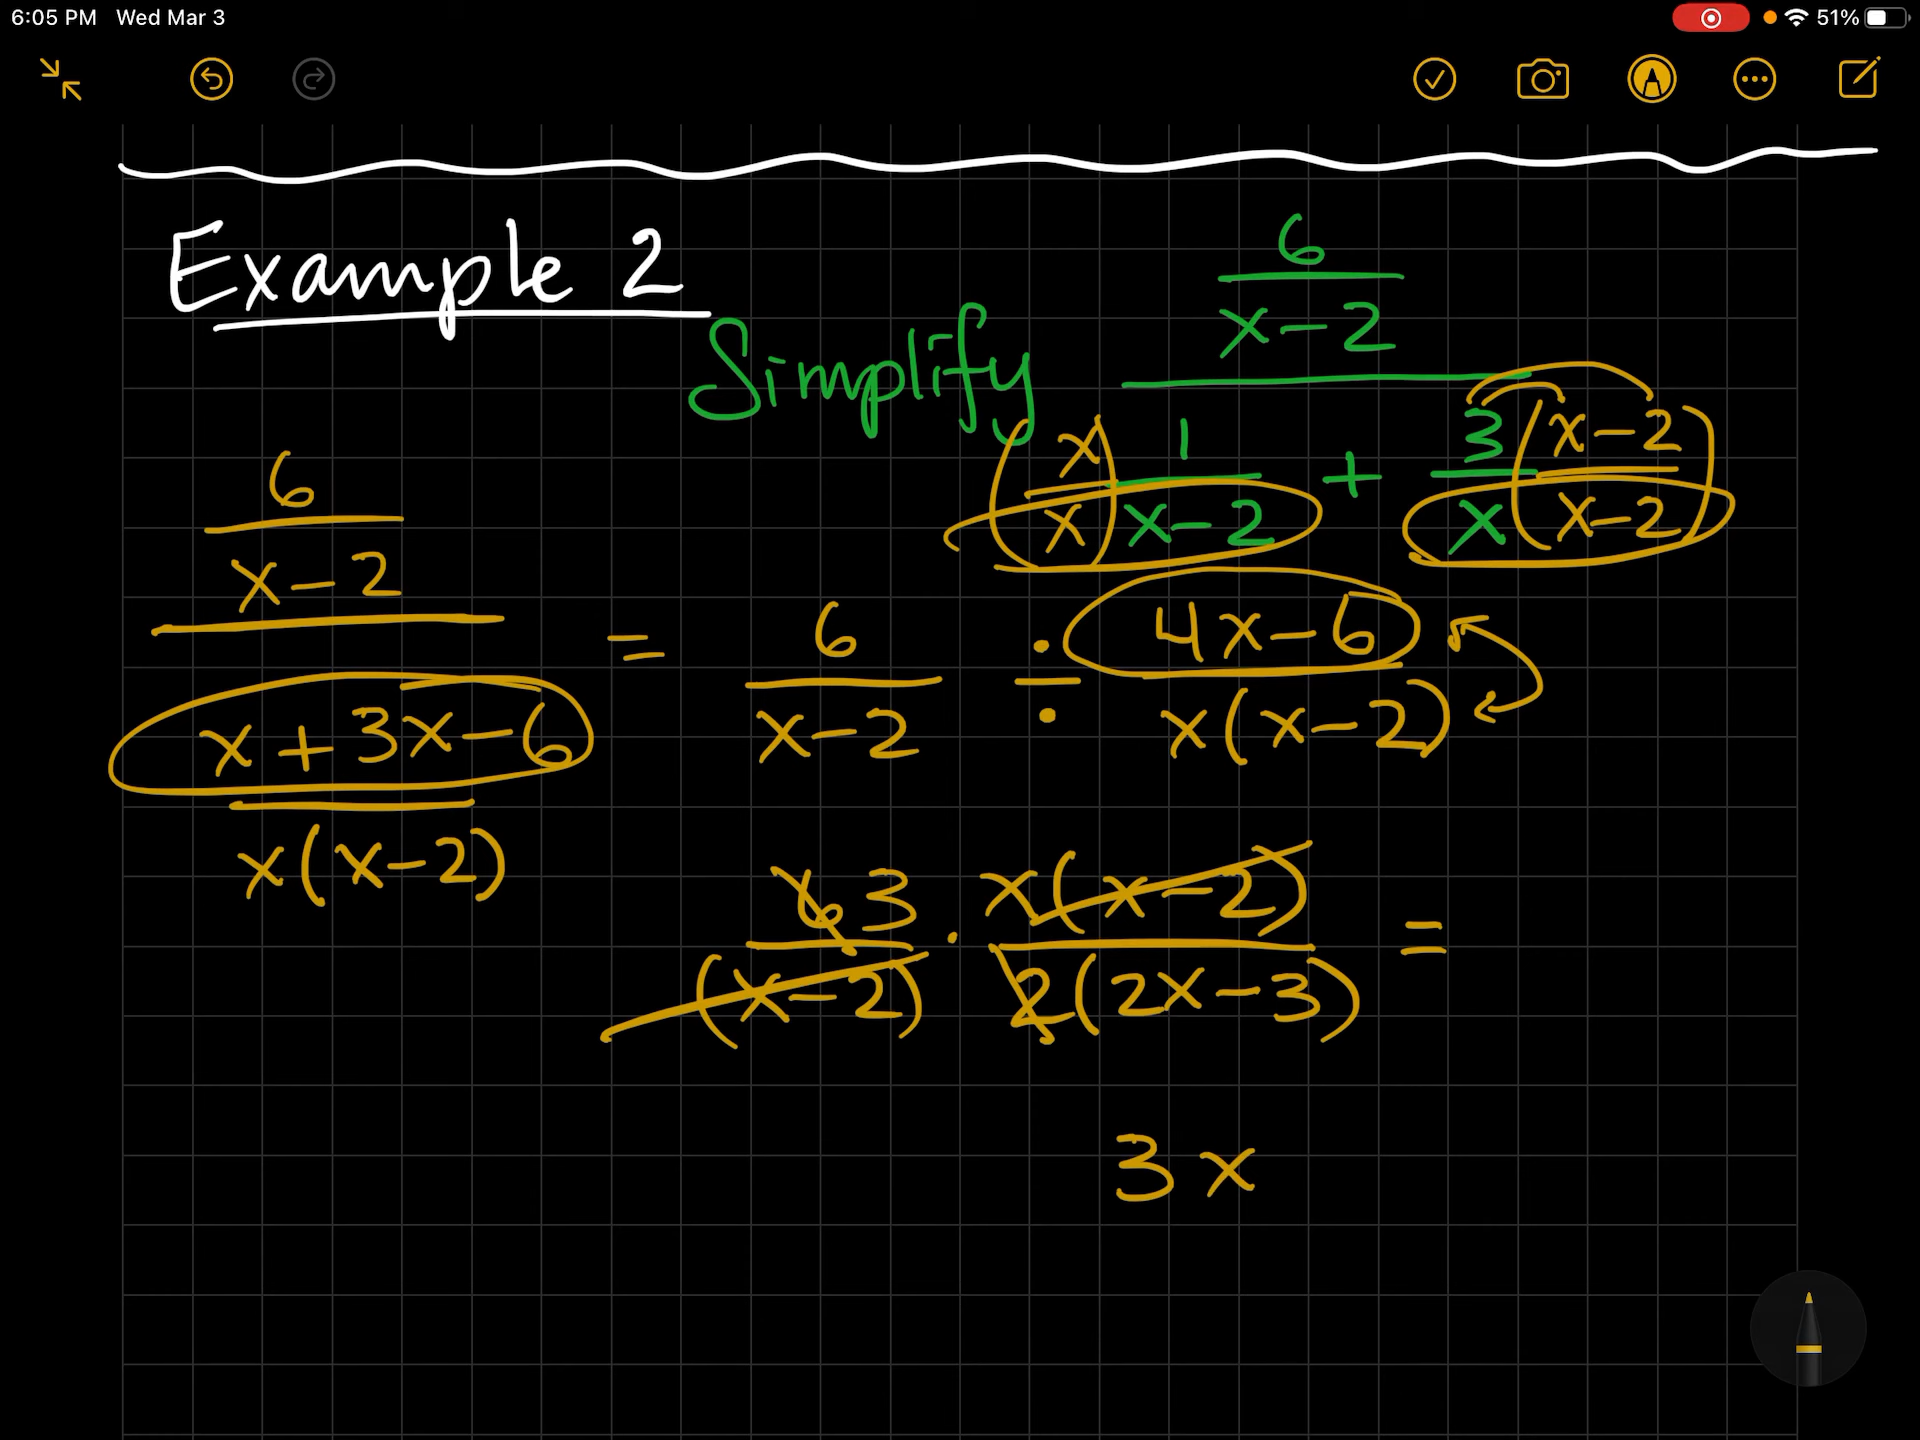 6:05 PM Wed Mar 3 51%
Example 2
Simplify
6
x-2
x 1 + 3 (x-2)
x x-2 x (x-2)
6
x-2
x+3x-6
x(x-2)
= 6 ÷ 4x-6
x-2 x(x-2)
6 3 · x(x-2) =
(x-2) 2(2x-3)
3x